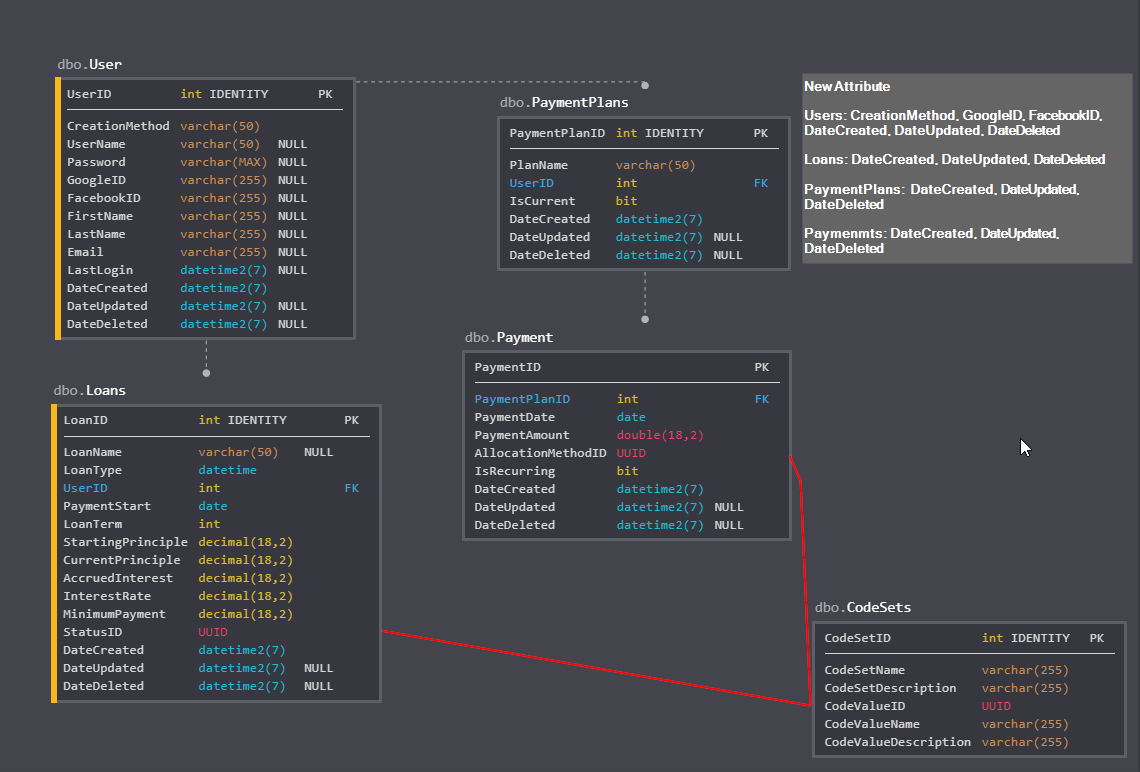 dbo.User
UserID int IDENTITY PK
CreationMethod varchar(50)
UserName varchar(50) NULL
Password varchar(MAX) NULL
GoogleID varchar(255) NULL
FacebookID varchar(255) NULL
FirstName varchar(255) NULL
LastName varchar(255) NULL
Email varchar(255) NULL
LastLogin datetime2(7) NULL
DateCreated datetime2(7)
DateUpdated datetime2(7) NULL
DateDeleted datetime2(7) NULL
dbo.PaymentPlans
PaymentPlanID int IDENTITY PK
PlanName varchar(50)
UserID int FK
IsCurrent bit
DateCreated datetime2(7)
DateUpdated datetime2(7) NULL
DateDeleted datetime2(7) NULL
New Attribute
Users: CreationMethod, GoogleID, FacebookID,
DateCreated, DateUpdated, DateDeleted
Loans: DateCreated, DateUpdated, DateDeleted
PaymentPlans: DateCreated, DateUpdated,
DateDeleted
Paymenmts: DateCreated, DateUpdated,
DateDeleted
dbo.Loans
LoanID int IDENTITY PK
LoanName varchar(50) NULL
LoanType datetime
UserID int FK
PaymentStart date
LoanTerm int
StartingPrinciple decimal(18,2)
CurrentPrinciple decimal(18,2)
AccruedInterest decimal(18,2)
InterestRate decimal(18,2)
MinimumPayment decimal(18,2)
StatusID UUID
DateCreated datetime2(7)
DateUpdated datetime2(7) NULL
DateDeleted datetime2(7) NULL
dbo.Payment
PaymentID PK
PaymentPlanID int FK
PaymentDate date
PaymentAmount double(18,2)
AllocationMethodID UUID
IsRecurring bit
DateCreated datetime2(7)
DateUpdated datetime2(7) NULL
DateDeleted datetime2(7) NULL
dbo.CodeSets
CodeSetID int IDENTITY PK
CodeSetName varchar(255)
CodeSetDescription varchar(255)
CodeValueID UUID
CodeValueName varchar(255)
CodeValueDescription varchar(255)